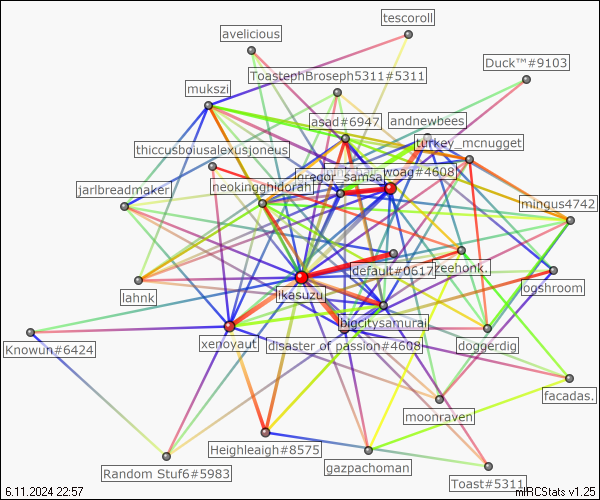 tescoroll
avelicious
Duck™#9103
ToastephBroseph5311#5311
mukszi
asad#6947
andnewbees
turkey_mcnugget
thiccusboiusalexusjoneus
woag#4608
gregor_samsa
jarlbreadmaker
neokingghidorah
mingus4742
default#0617
zeehonk.
logshroom
lahnk
ikasuzu
bigcitysamurai
Knowun#6424
xenoyaut
disaster of passion#4608
doggerdig
facadas.
moonraven
Heighleaigh#8575
gazpachoman
Random Stuf6#5983
Toast#5311
6.11.2024 22:57
mIRCStats v1.25